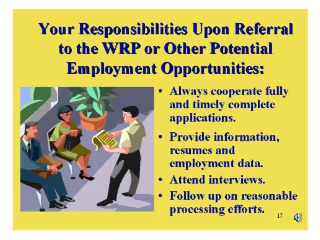 Your Responsibilities Upon Referral
to the WRP or Other Potential
Employment Opportunities:
• Always cooperate fully
and timely complete
applications.
• Provide information,
resumes and
employment data.
• Attend interviews.
• Follow up on reasonable
processing efforts.
17